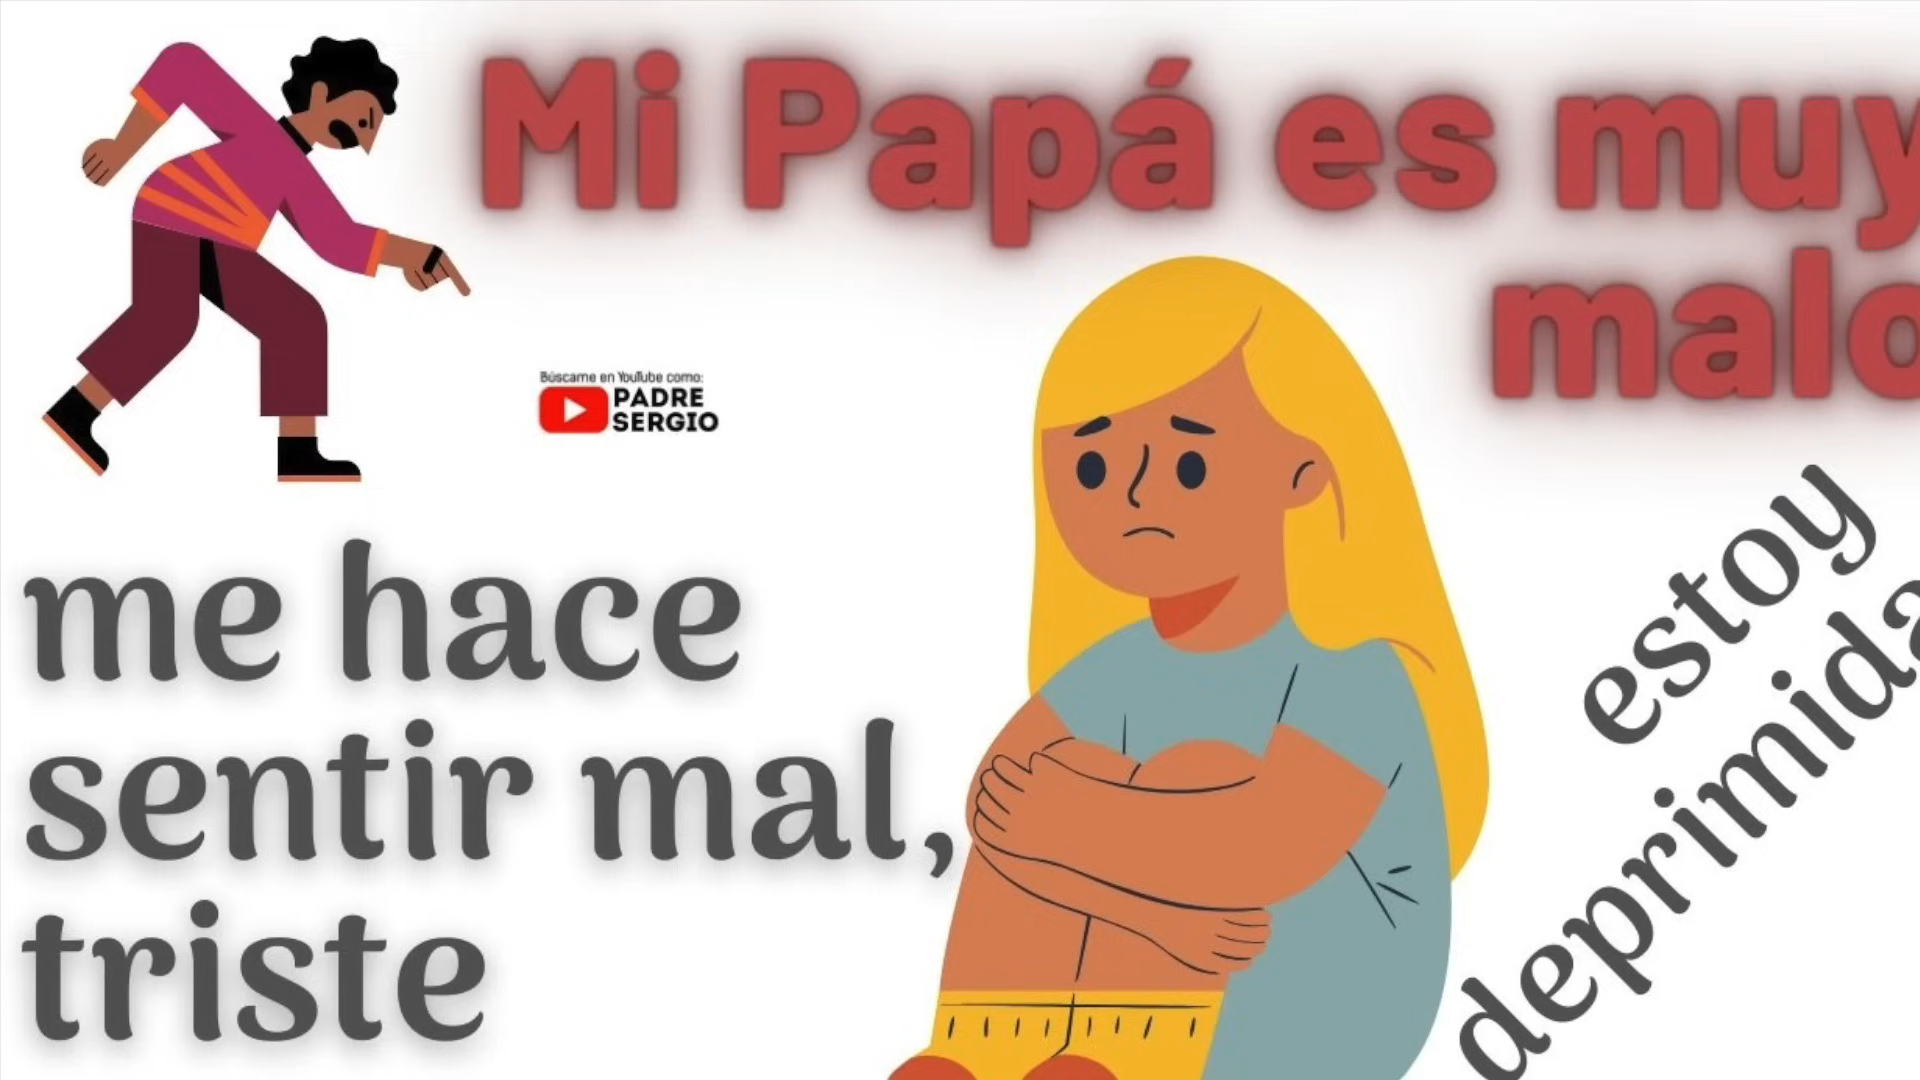 Mi Papá es muy
malo
Búscame en YouTube como:
PADRE
SERGIO
me hace
sentir mal,
triste
estoy
deprimida